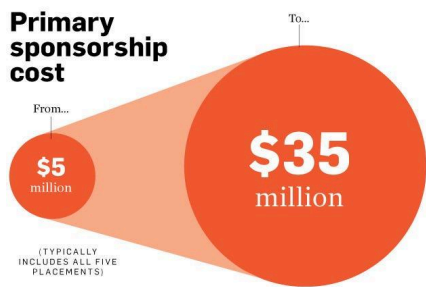 Primary
sponsorship
cost
From...
$5
million
(TYPICALLY
INCLUDES ALL FIVE
PLACEMENTS)
To...
$35
million